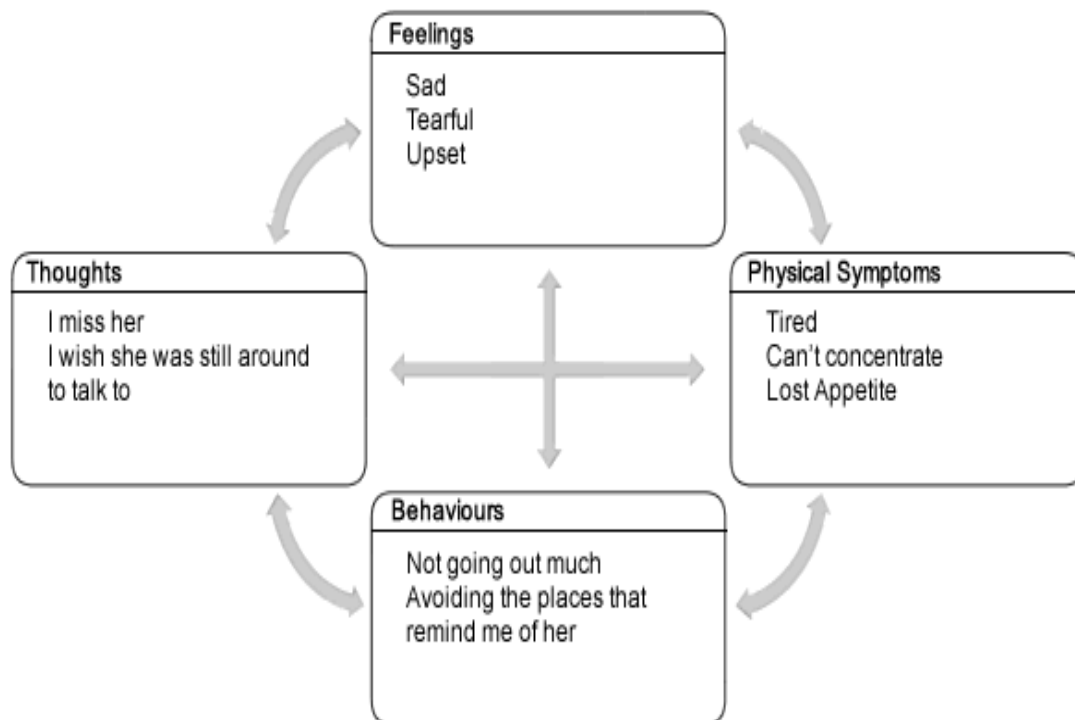 Feelings
Sad
Tearful
Upset
Thoughts
I miss her
I wish she was still around
to talk to
Physical Symptoms
Tired
Can't concentrate
Lost Appetite
Behaviours
Not going out much
Avoiding the places that
remind me of her